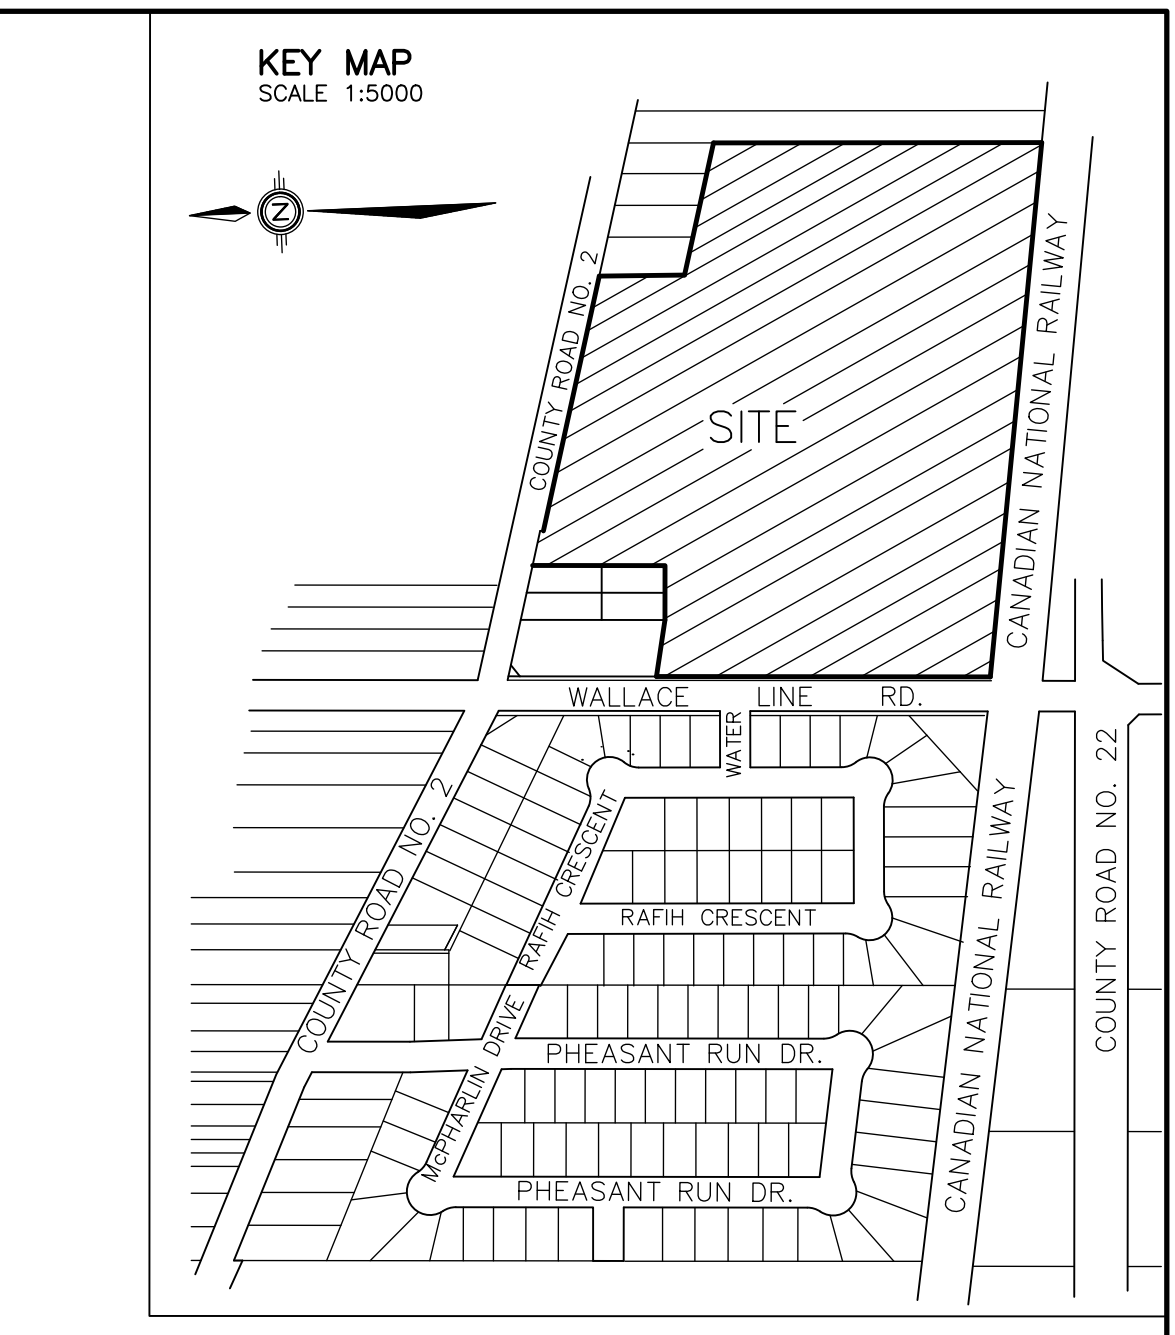 KEY MAP
SCALE 1:5000
N
COUNTY ROAD NO. 2
SITE
CANADIAN NATIONAL RAILWAY
WALLACE LINE RD.
WATER
COUNTY ROAD NO. 2
RAFIH CRESCENT
RAFIH CRESCENT
CANADIAN NATIONAL RAILWAY
COUNTY ROAD NO. 22
McPHARLIN DRIVE
PHEASANT RUN DR.
PHEASANT RUN DR.